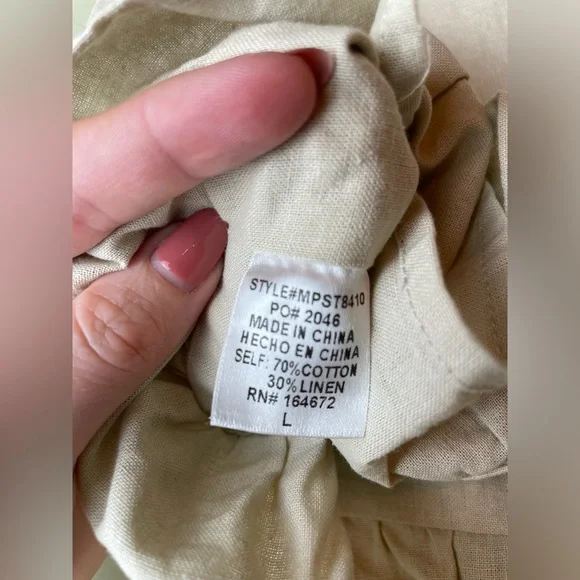 STYLE#MPST8410
PO# 2046
MADE IN CHINA
HECHO EN CHINA
SELF: 70%COTTON
30%LINEN
RN# 164672
L